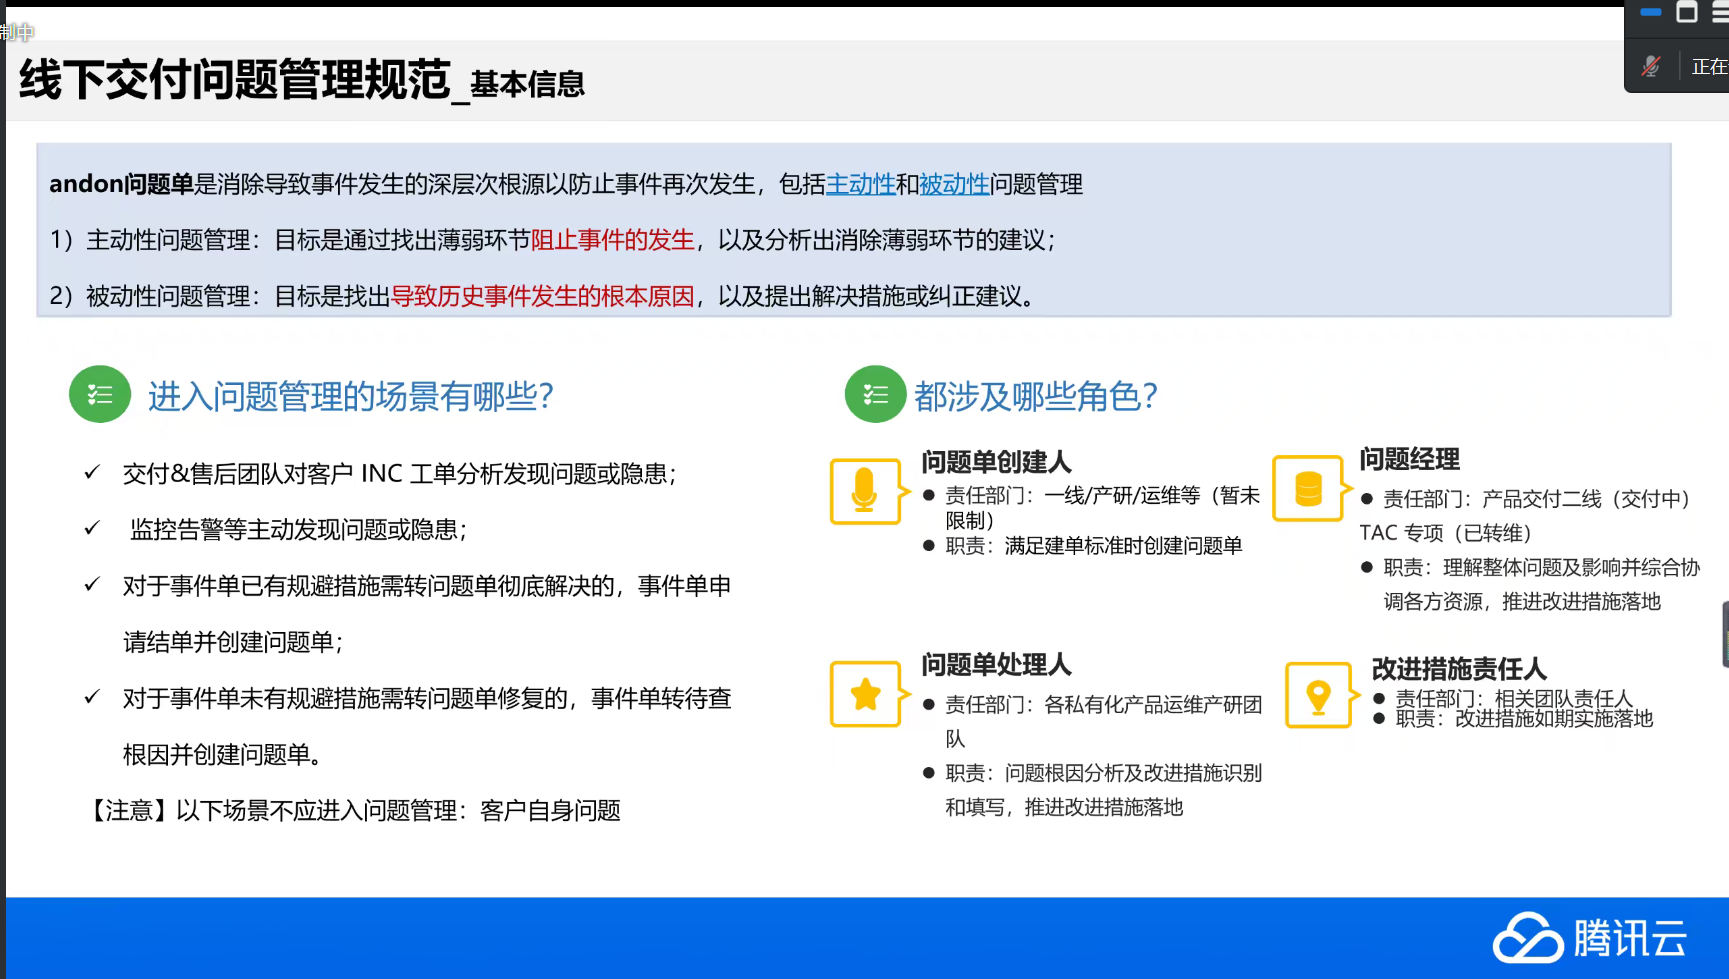 制中
正在
线下交付问题管理规范_基本信息
andon问题单是消除导致事件发生的深层次根源以防止事件再次发生，包括主动性和被动性问题管理
1）主动性问题管理：目标是通过找出薄弱环节阻止事件的发生，以及分析出消除薄弱环节的建议；
2）被动性问题管理：目标是找出导致历史事件发生的根本原因，以及提出解决措施或纠正建议。
进入问题管理的场景有哪些？
✓ 交付&售后团队对客户 INC 工单分析发现问题或隐患；
✓ 监控告警等主动发现问题或隐患；
✓ 对于事件单已有规避措施需转问题单彻底解决的，事件单申
请结单并创建问题单；
✓ 对于事件单未有规避措施需转问题单修复的，事件单转待查
根因并创建问题单。
【注意】以下场景不应进入问题管理：客户自身问题
都涉及哪些角色？
问题单创建人
● 责任部门：一线/产研/运维等（暂未
限制）
● 职责：满足建单标准时创建问题单
问题经理
● 责任部门：产品交付二线（交付中）
TAC 专项（已转维）
● 职责：理解整体问题及影响并综合协
调各方资源，推进改进措施落地
问题单处理人
● 责任部门：各私有化产品运维产研团
队
● 职责：问题根因分析及改进措施识别
和填写，推进改进措施落地
改进措施责任人
● 责任部门：相关团队责任人
● 职责：改进措施如期实施落地
腾讯云